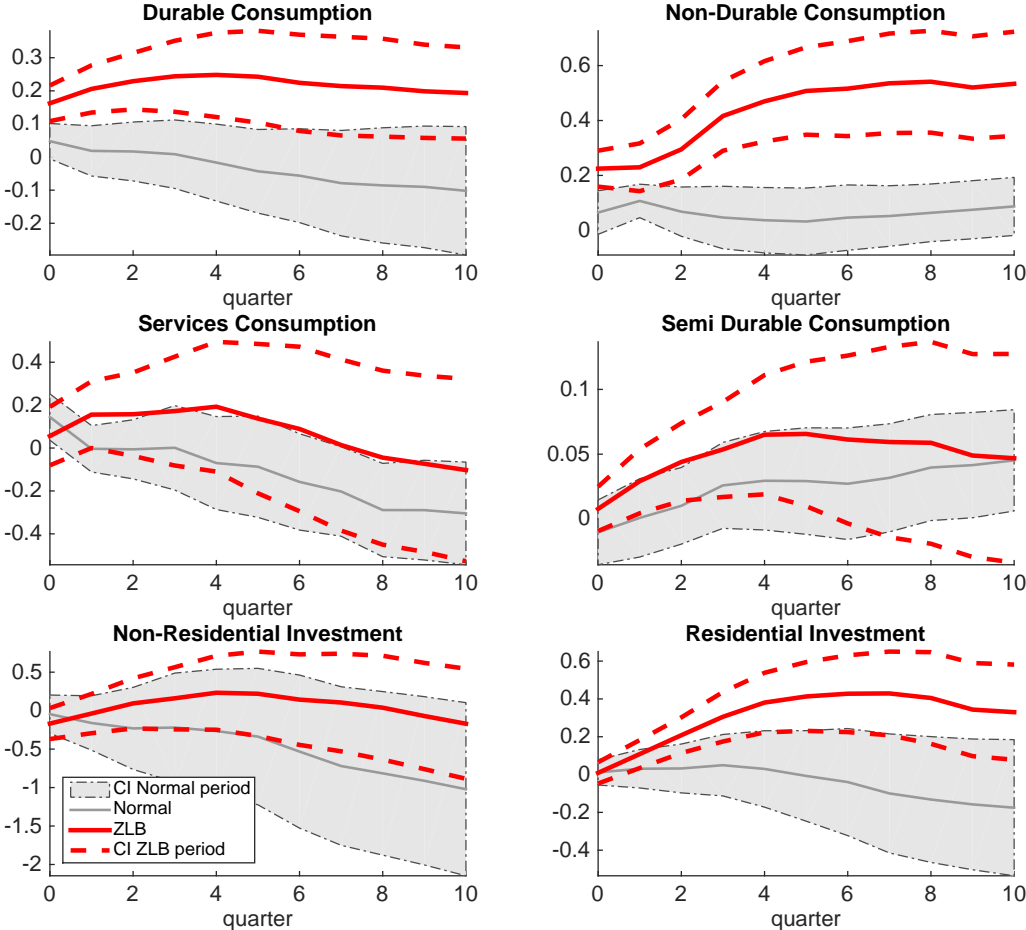 Durable Consumption
0.3
0.2
0.1
0
-0.1
-0.2
0 2 4 6 8 10
quarter
Non-Durable Consumption
0.6
0.4
0.2
0
0 2 4 6 8 10
quarter
Services Consumption
0.4
0.2
0
-0.2
-0.4
0 2 4 6 8 10
quarter
Semi Durable Consumption
0.1
0.05
0
0 2 4 6 8 10
quarter
Non-Residential Investment
0.5
0
-0.5
-1
-1.5
-2
CI Normal period
Normal
ZLB
CI ZLB period
0 2 4 6 8 10
quarter
Residential Investment
0.6
0.4
0.2
0
-0.2
-0.4
0 2 4 6 8 10
quarter